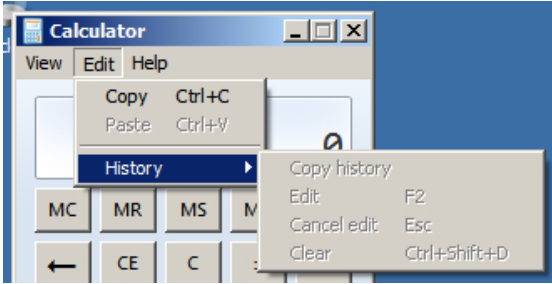 Calculator
View Edit Help
Copy Ctrl+C
Paste Ctrl+V
0
History
Copy history
Edit F2
Cancel edit Esc
Clear Ctrl+Shift+D
MC MR MS M
← CE C